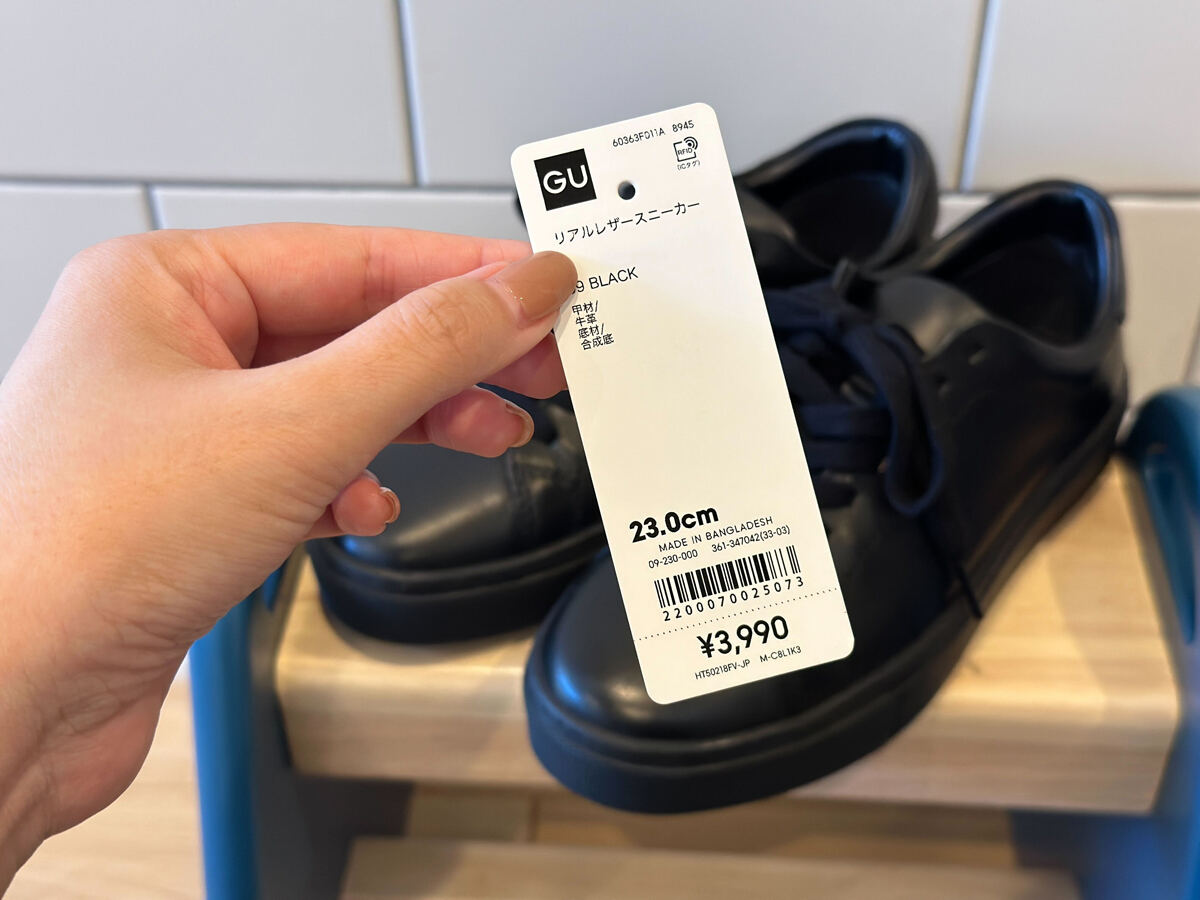 60363F011A 8945
GU
RFID
(ICタグ)
リアルレザースニーカー
09 BLACK
甲材/
牛革
底材/
合成底
23.0cm
MADE IN BANGLADESH
09-230-000 361-347042(33-03)
2200070025073
¥3,990
HT50218FV-JP M-C8L1K3